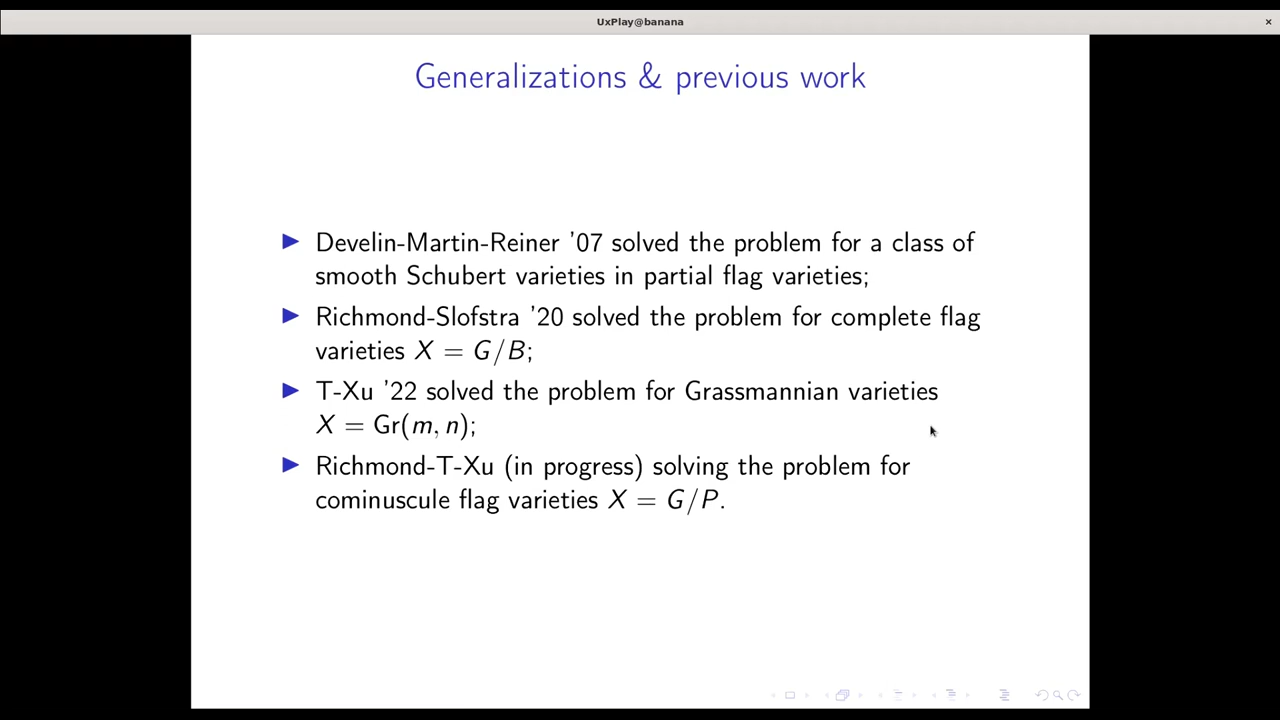 UxPlay@banana
×
Generalizations & previous work
▶ Develin-Martin-Reiner '07 solved the problem for a class of
smooth Schubert varieties in partial flag varieties;
▶ Richmond-Slofstra '20 solved the problem for complete flag
varieties X = G/B;
▶ T-Xu '22 solved the problem for Grassmannian varieties
X = Gr(m, n);
▶ Richmond-T-Xu (in progress) solving the problem for
cominuscule flag varieties X = G/P.